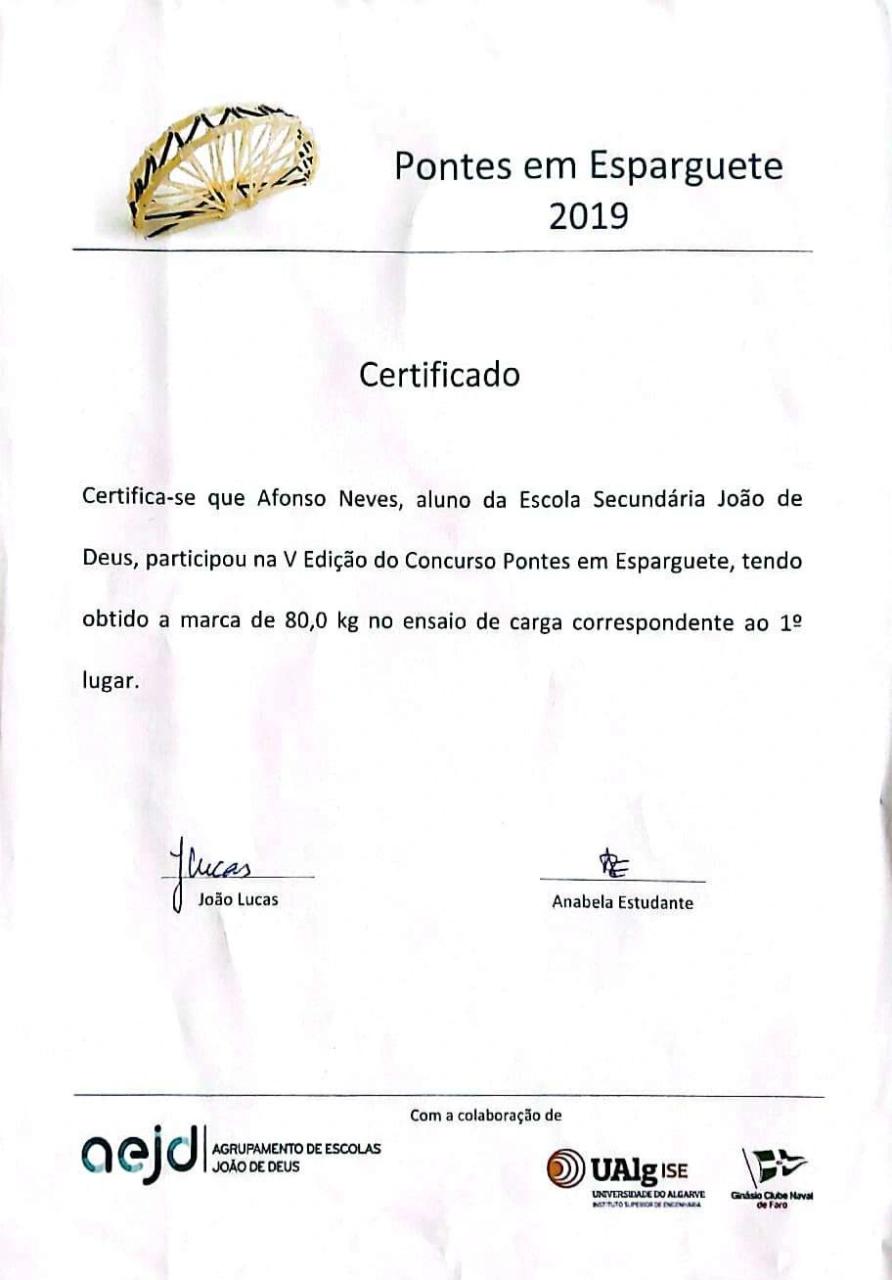 Pontes em Esparguete
2019
Certificado
Certifica-se que Afonso Neves, aluno da Escola Secundária João de
Deus, participou na V Edição do Concurso Pontes em Esparguete, tendo
obtido a marca de 80,0 kg no ensaio de carga correspondente ao 1º
lugar.
JLucas
João Lucas
AE
Anabela Estudante
Com a colaboração de
aejd
AGRUPAMENTO DE ESCOLAS
JOÃO DE DEUS
UAlg ISE
UNIVERSIDADE DO ALGARVE
INSTITUTO SUPERIOR DE ENGENHARIA
Ginásio Clube Naval
de Faro